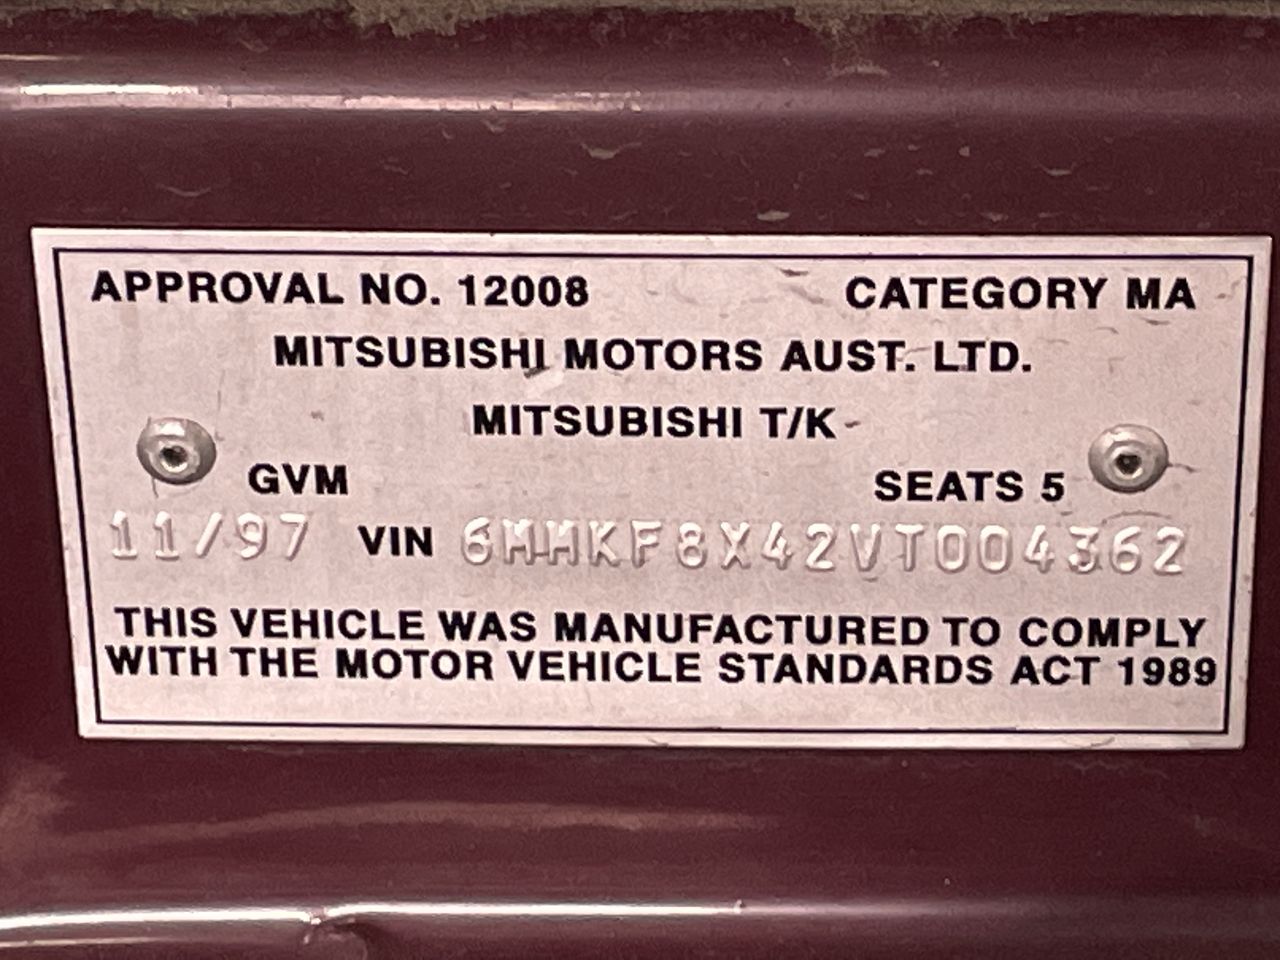 APPROVAL NO. 12008 CATEGORY MA
MITSUBISHI MOTORS AUST. LTD.
MITSUBISHI T/K
GVM SEATS 5
11/97 VIN 6MMKF8X42VT004362
THIS VEHICLE WAS MANUFACTURED TO COMPLY
WITH THE MOTOR VEHICLE STANDARDS ACT 1989